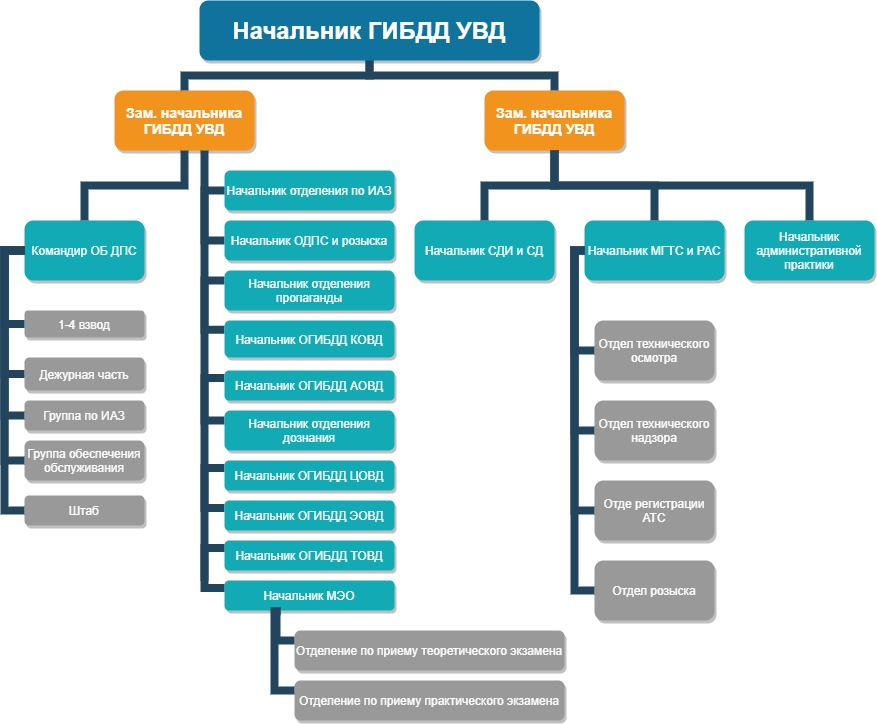 Начальник ГИБДД УВД
Зам. начальника
ГИБДД УВД
Зам. начальника
ГИБДД УВД
Командир ОБ ДПС
1-4 взвод
Дежурная часть
Группа по ИАЗ
Группа обеспечения
обслуживания
Штаб
Начальник отделения по ИАЗ
Начальник ОДПС и розыска
Начальник отделения
пропаганды
Начальник ОГИБДД КОВД
Начальник ОГИБДД АОВД
Начальник отделения
дознания
Начальник ОГИБДД ЦОВД
Начальник ОГИБДД ЭОВД
Начальник ОГИБДД ТОВД
Начальник МЭО
Отделение по приему теоретического экзамена
Отделение по приему практического экзамена
Начальник СДИ и СД
Начальник МГТС и РАС
Отдел технического
осмотра
Отдел технического
надзора
Отде регистрации
АТС
Отдел розыска
Начальник
административной
практики